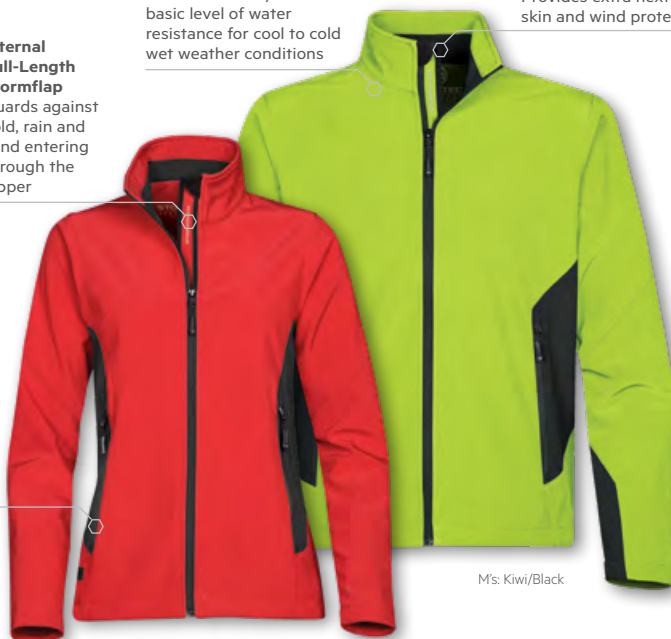 basic level of water
resistance for cool to cold
wet weather conditions
skin and wind prote
ternal
ll-Length
ormflap
uards against
ld, rain and
nd entering
rough the
pper
M's: Kiwi/Black